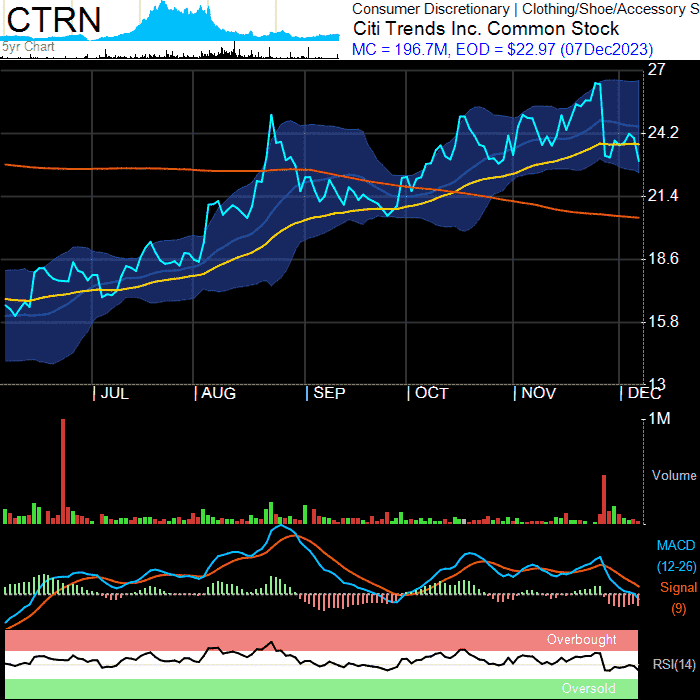 CTRN
Consumer Discretionary | Clothing/Shoe/Accessory S
Citi Trends Inc. Common Stock
5yr Chart
MC = 196.7M, EOD = $22.97 (07Dec2023)
27
24.2
21.4
18.6
15.8
13
| JUL | AUG | SEP | OCT | NOV | DEC
1M
Volume
MACD
(12-26)
Signal
(9)
Overbought
RSI(14)
Oversold